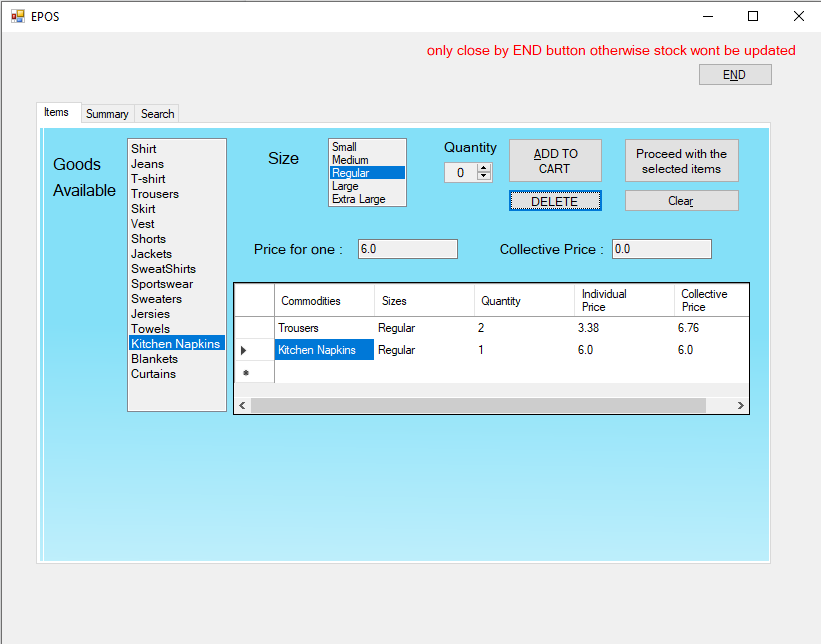 EPOS
only close by END button otherwise stock wont be updated
END
Items Summary Search
Goods
Available
Shirt
Jeans
T-shirt
Trousers
Skirt
Vest
Shorts
Jackets
SweatShirts
Sportswear
Sweaters
Jersies
Towels
Kitchen Napkins
Blankets
Curtains
Size
Small
Medium
Regular
Large
Extra Large
Quantity
0
ADD TO
CART
DELETE
Proceed with the
selected items
Clear
Price for one : 6.0
Collective Price : 0.0
Commodities Sizes Quantity Individual Price Collective Price
Trousers Regular 2 3.38 6.76
Kitchen Napkins Regular 1 6.0 6.0